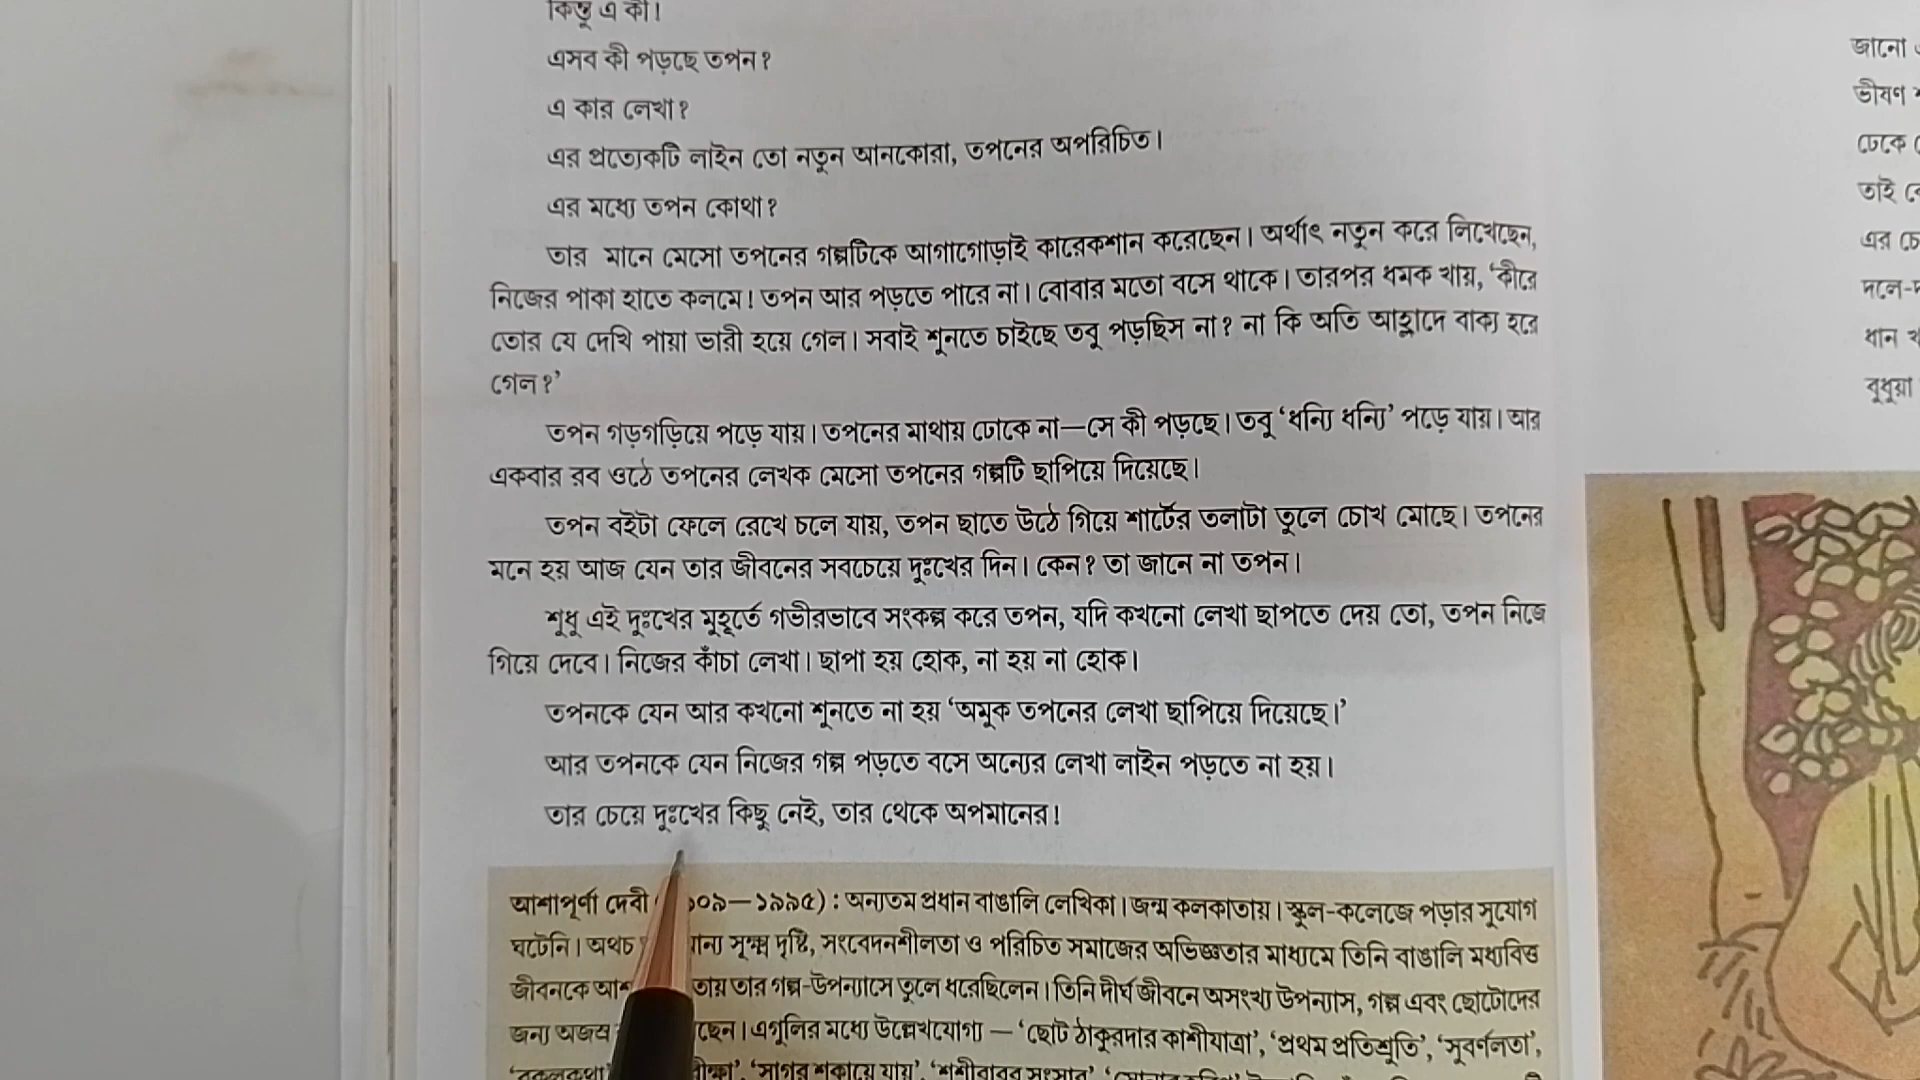 কিন্তু এ কী!
এসব কী পড়ছে তপন?
এ কার লেখা?
এর প্রত্যেকটি লাইন তো নতুন আনকোরা, তপনের অপরিচিত।
এর মধ্যে তপন কোথা?
তার মানে মেসো তপনের গল্পটিকে আগাগোড়াই কারেকশান করেছেন। অর্থাৎ নতুন করে লিখেছেন,
নিজের পাকা হাতে কলমে! তপন আর পড়তে পারে না। বোবার মতো বসে থাকে। তারপর ধমক খায়, ‘কীরে
তোর যে দেখি পায়া ভারী হয়ে গেল। সবাই শুনতে চাইছে তবু পড়ছিস না? না কি অতি আহ্লাদে বাক্য হরে
গেল?’
তপন গড়গড়িয়ে পড়ে যায়। তপনের মাথায় ঢোকে না—সে কী পড়ছে। তবু ‘ধন্যি ধন্যি’ পড়ে যায়। আর
একবার রব ওঠে তপনের লেখক মেসো তপনের গল্পটি ছাপিয়ে দিয়েছে।
তপন বইটা ফেলে রেখে চলে যায়, তপন ছাতে উঠে গিয়ে শার্টের তলাটা তুলে চোখ মোছে। তপনের
মনে হয় আজ যেন তার জীবনের সবচেয়ে দুঃখের দিন। কেন? তা জানে না তপন।
শুধু এই দুঃখের মুহূর্তে গভীরভাবে সংকল্প করে তপন, যদি কখনো লেখা ছাপতে দেয় তো, তপন নিজে
গিয়ে দেবে। নিজের কাঁচা লেখা। ছাপা হয় হোক, না হয় না হোক।
তপনকে যেন আর কখনো শুনতে না হয় ‘অমুক তপনের লেখা ছাপিয়ে দিয়েছে।’
আর তপনকে যেন নিজের গল্প পড়তে বসে অন্যের লেখা লাইন পড়তে না হয়।
তার চেয়ে দুঃখের কিছু নেই, তার থেকে অপমানের!
আশাপূর্ণা দেবী ০৯—১৯৯৫) : অন্যতম প্রধান বাঙালি লেখিকা। জন্ম কলকাতায়। স্কুল-কলেজে পড়ার সুযোগ
ঘটেনি। অথচ সূক্ষ্ম দৃষ্টি, সংবেদনশীলতা ও পরিচিত সমাজের অভিজ্ঞতার মাধ্যমে তিনি বাঙালি মধ্যবিত্ত
জীবনকে তার গল্প-উপন্যাসে তুলে ধরেছিলেন। তিনি দীর্ঘ জীবনে অসংখ্য উপন্যাস, গল্প এবং ছোটোদের
জন্য অজস্র এগুলির মধ্যে উল্লেখযোগ্য — ‘ছোট ঠাকুরদার কাশীযাত্রা’, ‘প্রথম প্রতিশ্রুতি’, ‘সুবর্ণলতা’,
‘সাগর শুকায়ে যায়’, ‘শশীবাবুর সংসার’,
জানো
ভীষণ
ঢেকে
তাই
এর
দলে-
ধান
বুধুয়া